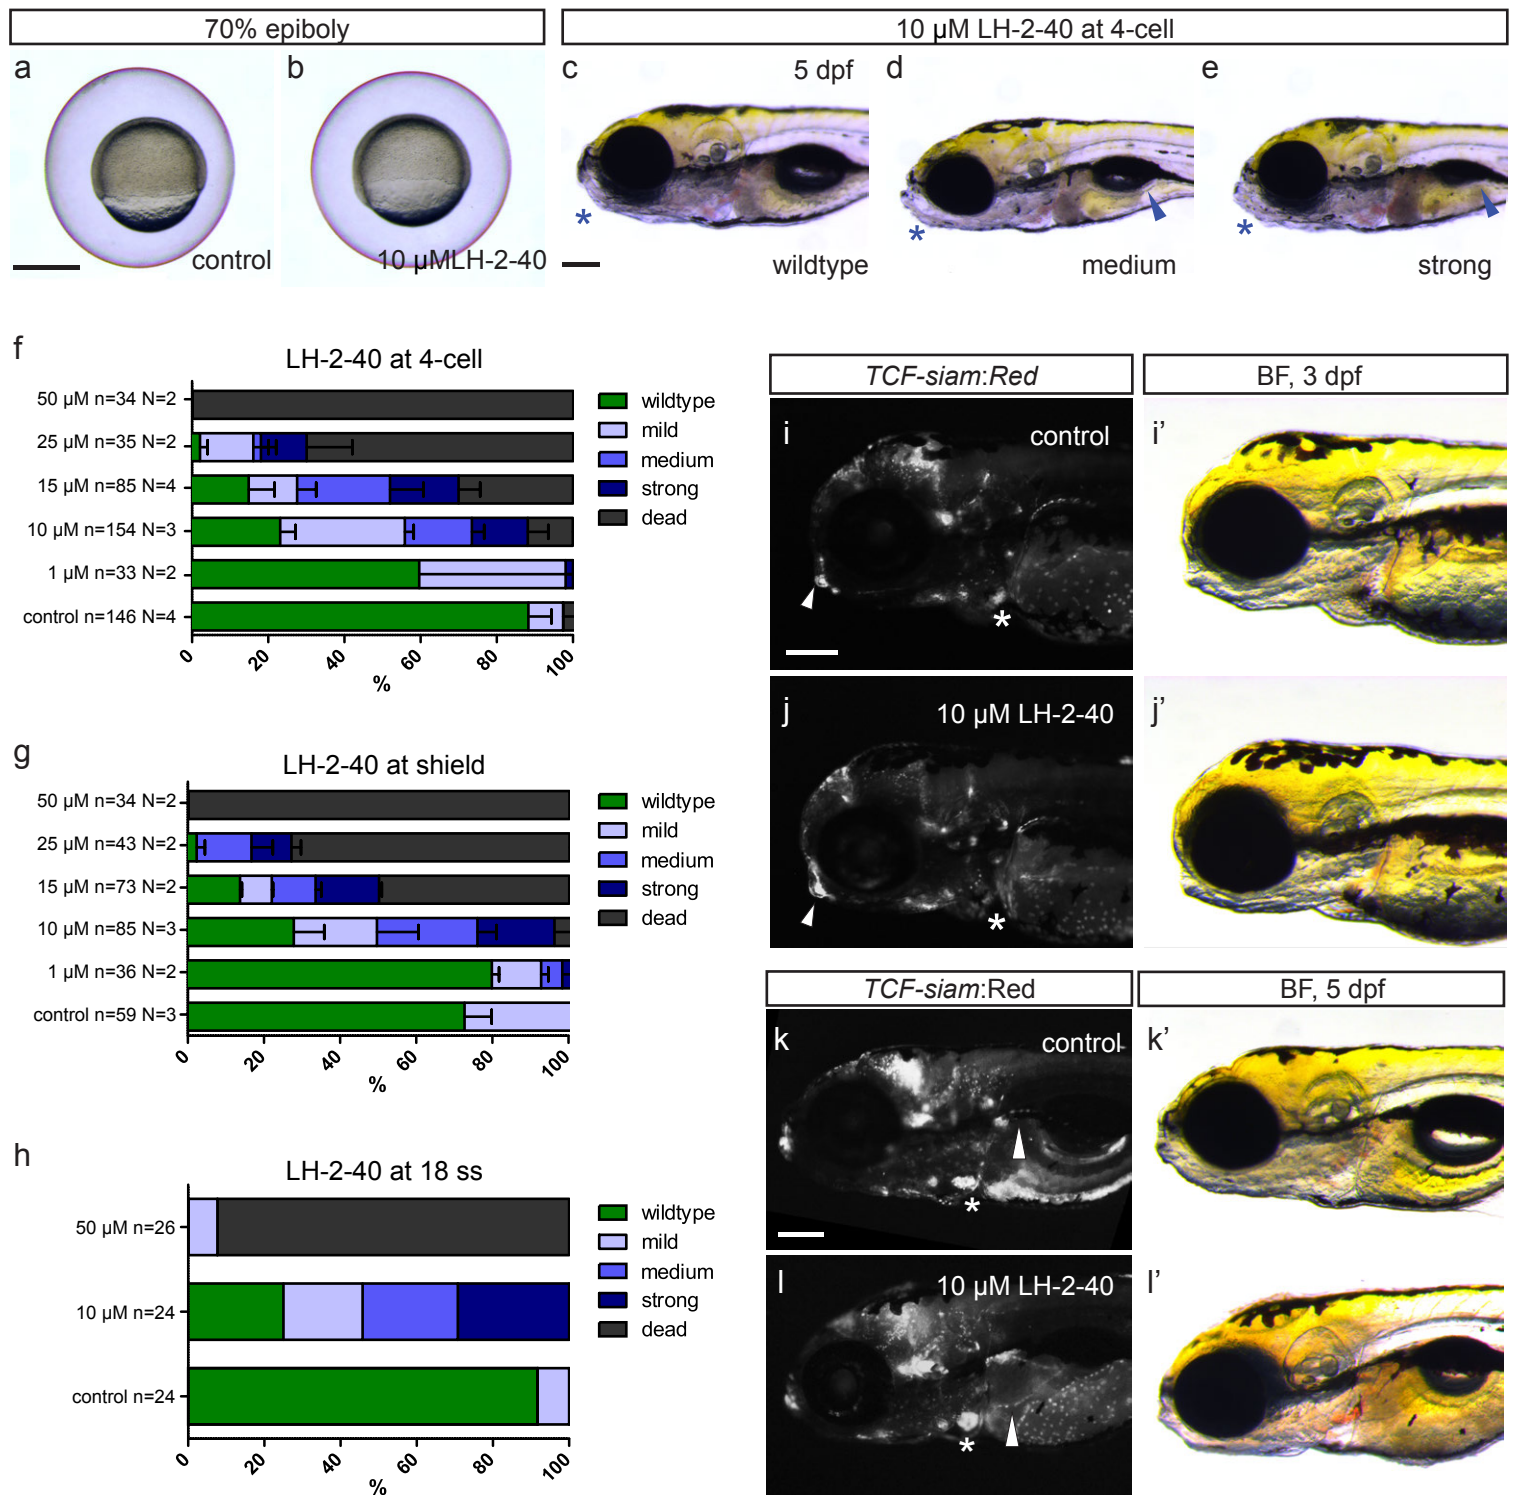 70% epiboly
10 µM LH-2-40 at 4-cell
a
b
c
5 dpf
d
e
*
*
*
control
10 µMLH-2-40
wildtype
medium
strong
f
LH-2-40 at 4-cell
50 µM n=34 N=2
25 µM n=35 N=2
15 µM n=85 N=4
10 µM n=154 N=3
1 µM n=33 N=2
control n=146 N=4
0 20 40 60 80 100
%
wildtype
mild
medium
strong
dead
g
LH-2-40 at shield
50 µM n=34 N=2
25 µM n=43 N=2
15 µM n=73 N=2
10 µM n=85 N=3
1 µM n=36 N=2
control n=59 N=3
0 20 40 60 80 100
%
wildtype
mild
medium
strong
dead
h
LH-2-40 at 18 ss
50 µM n=26
10 µM n=24
control n=24
0 20 40 60 80 100
%
wildtype
mild
medium
strong
dead
TCF-siam:Red
BF, 3 dpf
i
control
*
i’
j
10 µM LH-2-40
*
j’
TCF-siam:Red
BF, 5 dpf
k
control
*
k’
l
10 µM LH-2-40
*
l’